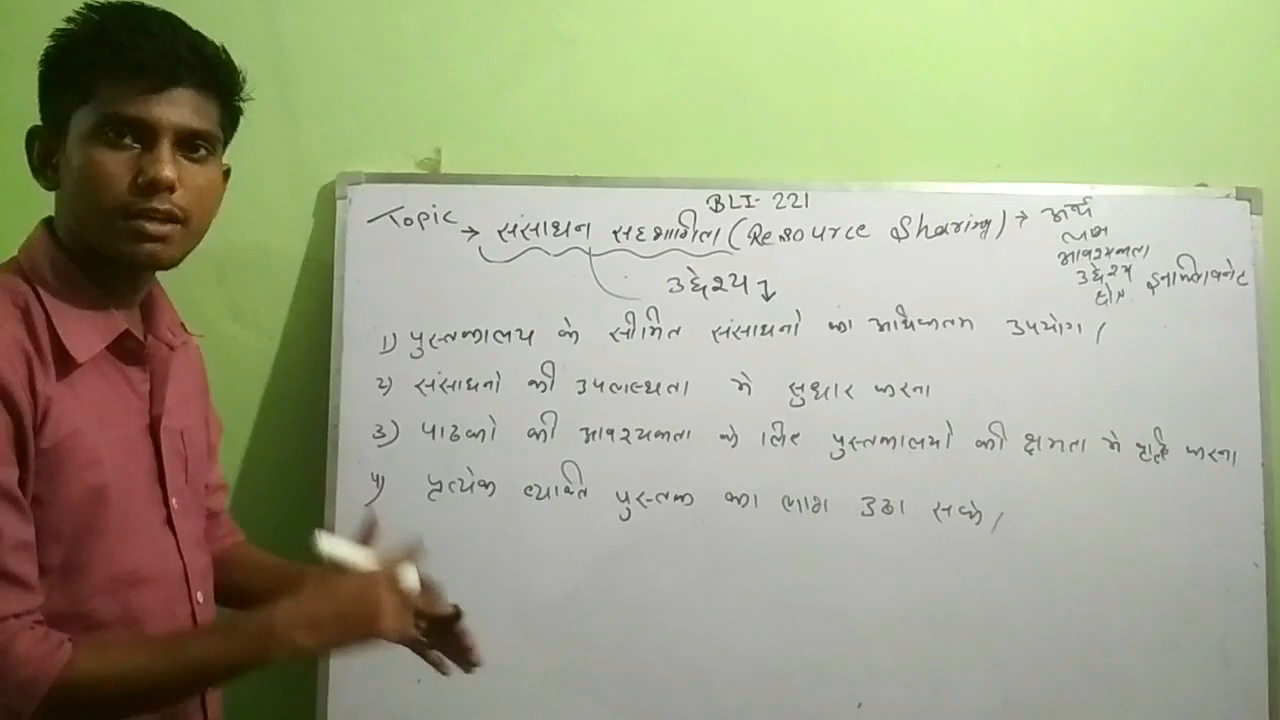 BLI- 221
Topic → संसाधन सहभागिता (Resource Sharing) → अर्थ
लाभ
आवश्यकता
उद्देश्य
क्षेत्र इनफ्लिबनेट
उद्देश्य ↓
1) पुस्तकालय के सीमित संसाधनो का अधिकतम उपयोग /
2) संसाधनो की उपलब्धता मे सुधार करना
3) पाठको की आवश्यकता के लिए पुस्तकालयो की क्षमता मे वृद्धि करना
4) प्रत्येक व्यक्ति पुस्तक का लाभ उठा सके /